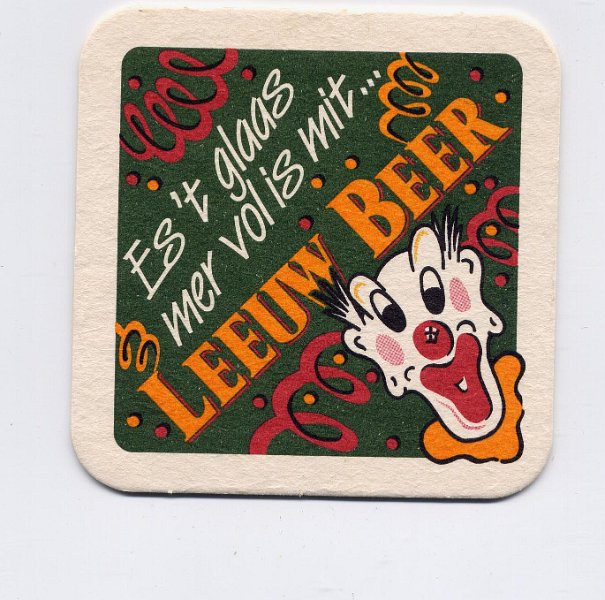 Es 't glaas
mer vol is mit...
LEEUW BEER